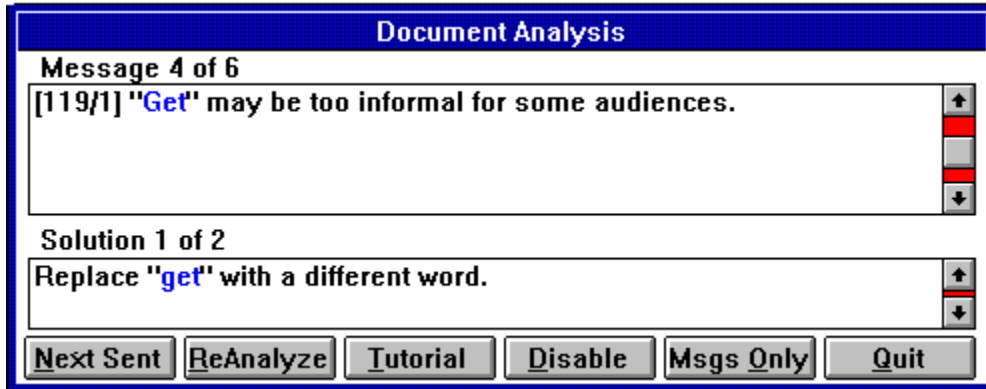 Document Analysis
Message 4 of 6
[119/1] "Get" may be too informal for some audiences.
Solution 1 of 2
Replace "get" with a different word.
Next Sent ReAnalyze Tutorial Disable Msgs Only Quit